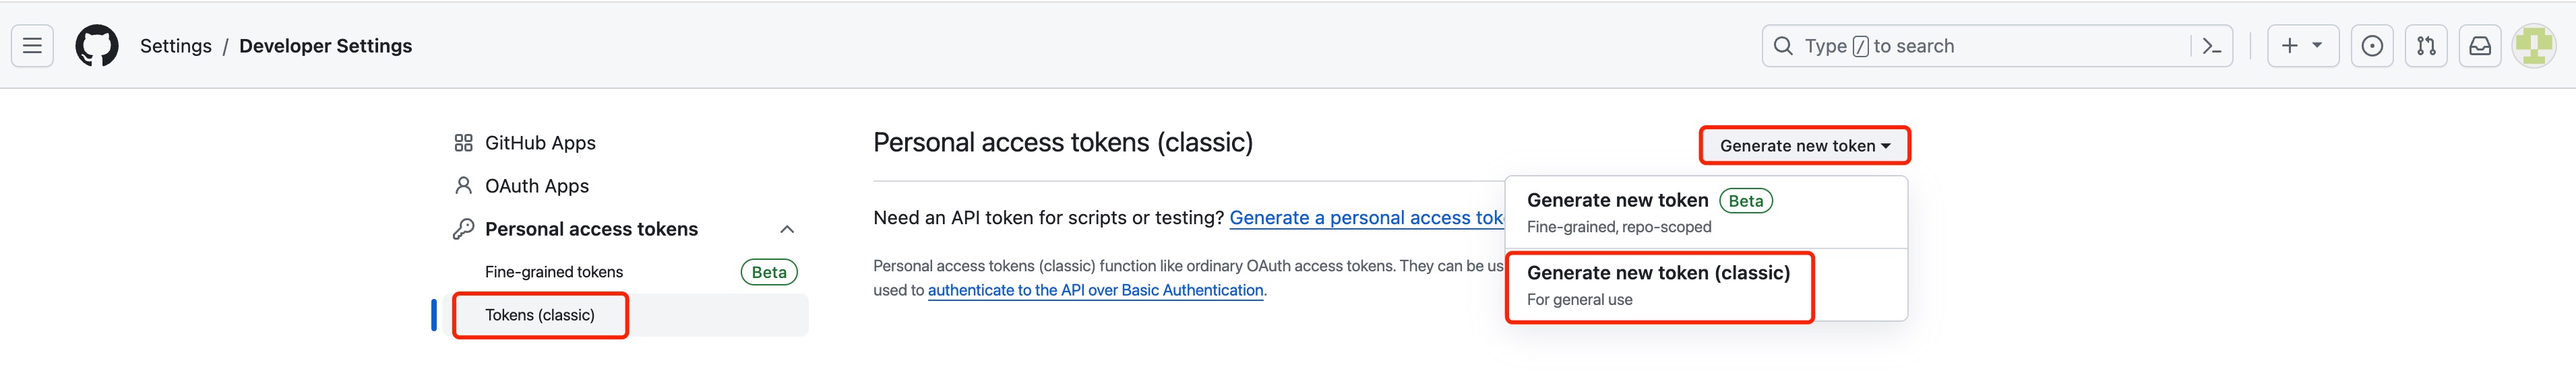 Settings / Developer Settings
Type / to search
GitHub Apps
OAuth Apps
Personal access tokens
Fine-grained tokens Beta
Tokens (classic)
Personal access tokens (classic)
Generate new token
Need an API token for scripts or testing? Generate a personal access tok
Personal access tokens (classic) function like ordinary OAuth access tokens. They can be us
used to authenticate to the API over Basic Authentication.
Generate new token Beta
Fine-grained, repo-scoped
Generate new token (classic)
For general use